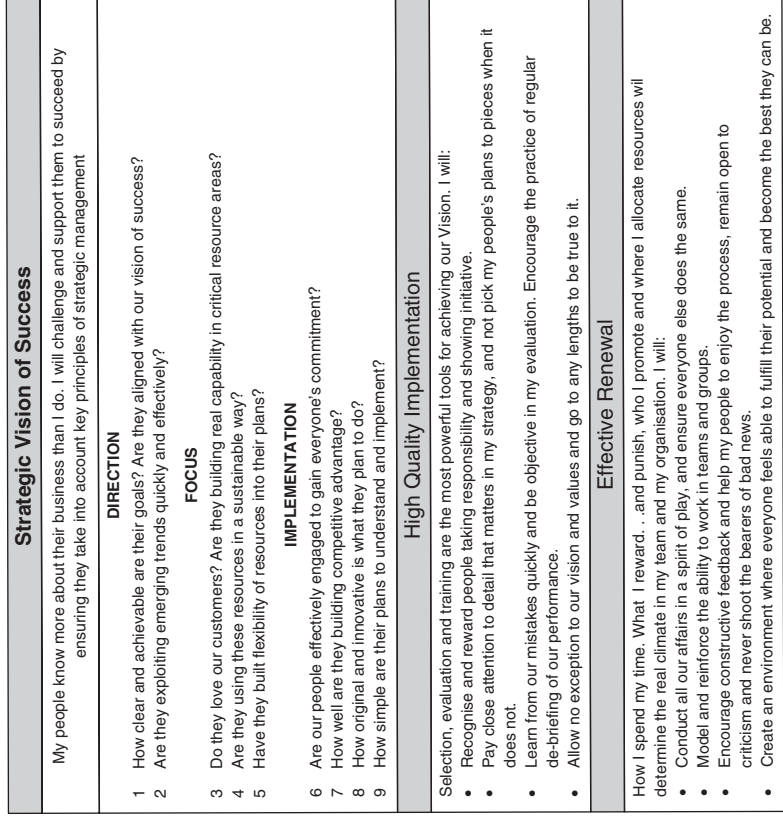 Strategic Vision of Success
My people know more about their business than I do. I will challenge and support them to succeed by
ensuring they take into account key principles of strategic management
DIRECTION
1 How clear and achievable are their goals? Are they aligned with our vision of success?
2 Are they exploiting emerging trends quickly and effectively?
FOCUS
3 Do they love our customers? Are they building real capability in critical resource areas?
4 Are they using these resources in a sustainable way?
5 Have they built flexibility of resources into their plans?
IMPLEMENTATION
6 Are our people effectively engaged to gain everyone's commitment?
7 How well are they building competitive advantage?
8 How original and innovative is what they plan to do?
9 How simple are their plans to understand and implement?
High Quality Implementation
Selection, evaluation and training are the most powerful tools for achieving our Vision. I will:
• Recognise and reward people taking responsibility and showing initiative.
• Pay close attention to detail that matters in my strategy, and not pick my people's plans to pieces when it
does not.
• Learn from our mistakes quickly and be objective in my evaluation. Encourage the practice of regular
de-briefing of our performance.
• Allow no exception to our vision and values and go to any lengths to be true to it.
Effective Renewal
How I spend my time. What I reward. . .and punish, who I promote and where I allocate resources wil
determine the real climate in my team and my organisation. I will:
• Conduct all our affairs in a spirit of play, and ensure everyone else does the same.
• Model and reinforce the ability to work in teams and groups.
• Encourage constructive feedback and help my people to enjoy the process, remain open to
criticism and never shoot the bearers of bad news.
• Create an environment where everyone feels able to fulfill their potential and become the best they can be.